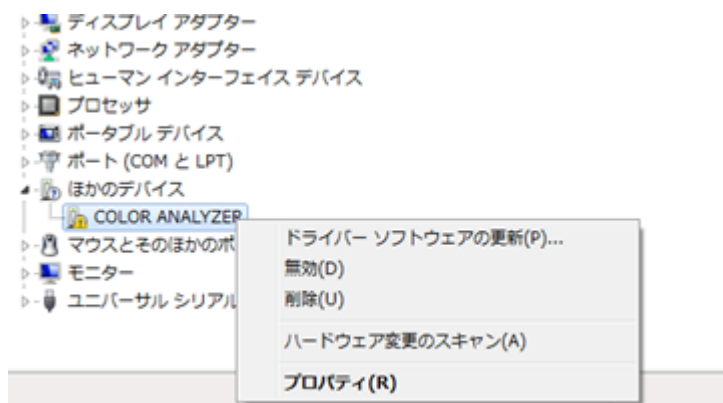 ディスプレイ アダプター
ネットワーク アダプター
ヒューマン インターフェイス デバイス
プロセッサ
ポータブル デバイス
ポート (COM と LPT)
ほかのデバイス
COLOR ANALYZER
マウスとそのほかのポ
モニター
ユニバーサル シリアル
ドライバー ソフトウェアの更新(P)...
無効(D)
削除(U)
ハードウェア変更のスキャン(A)
プロパティ(R)